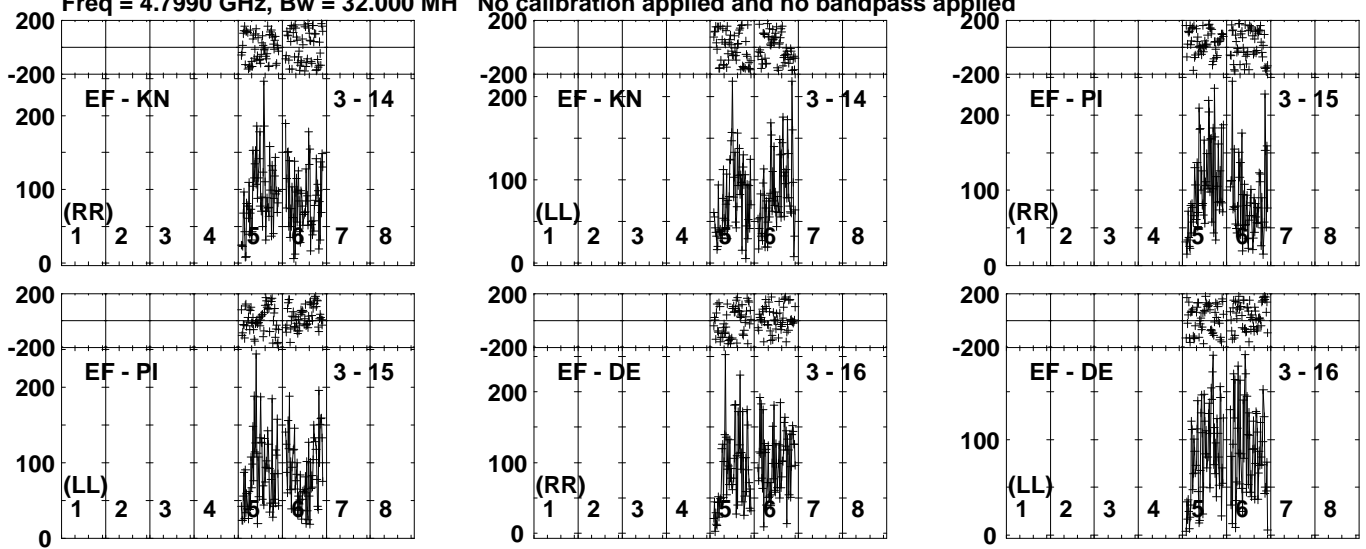 Freq = 4.7990 GHz, Bw = 32.000 MH No calibration applied and no bandpass applied
200
-200
EF - KN 3 - 14
200
100
(RR)
1 2 3 4 5 6 7 8
0
200
-200
EF - KN 3 - 14
200
100
(LL)
1 2 3 4 5 6 7 8
0
200
-200
EF - PI 3 - 15
200
100
(RR)
1 2 3 4 5 6 7 8
0
200
-200
EF - PI 3 - 15
200
100
(LL)
1 2 3 4 5 6 7 8
0
200
-200
EF - DE 3 - 16
200
100
(RR)
1 2 3 4 5 6 7 8
0
200
-200
EF - DE 3 - 16
200
100
(LL)
1 2 3 4 5 6 7 8
0